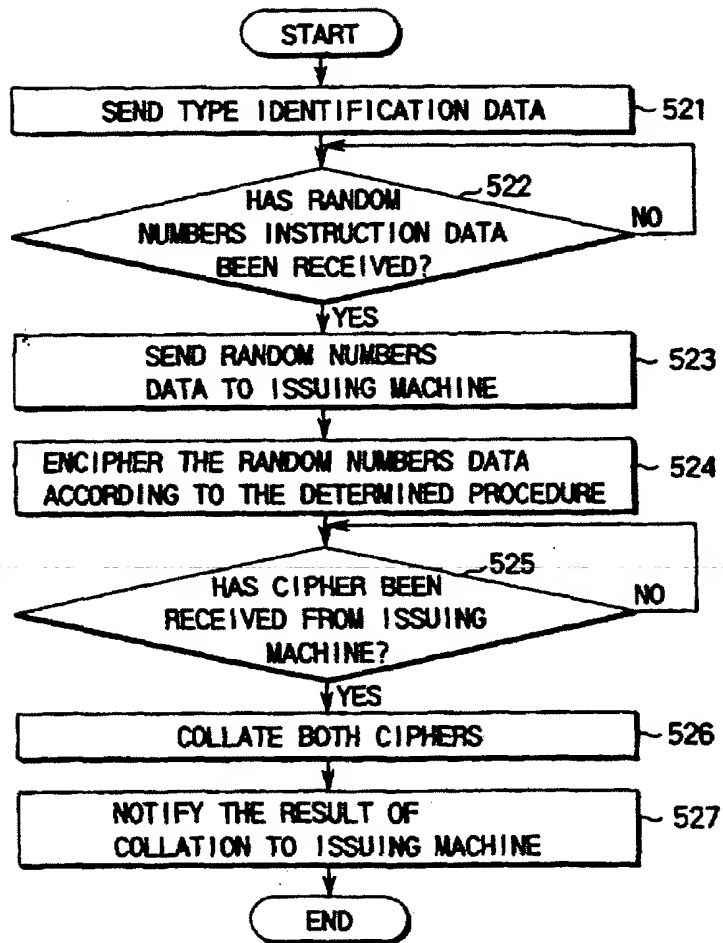 START
SEND TYPE IDENTIFICATION DATA
521
522
HAS RANDOM
NUMBERS INSTRUCTION DATA
BEEN RECEIVED?
NO
YES
SEND RANDOM NUMBERS
DATA TO ISSUING MACHINE
523
ENCIPHER THE RANDOM NUMBERS DATA
ACCORDING TO THE DETERMINED PROCEDURE
524
525
HAS CIPHER BEEN
RECEIVED FROM ISSUING
MACHINE?
NO
YES
COLLATE BOTH CIPHERS
526
NOTIFY THE RESULT OF
COLLATION TO ISSUING MACHINE
527
END